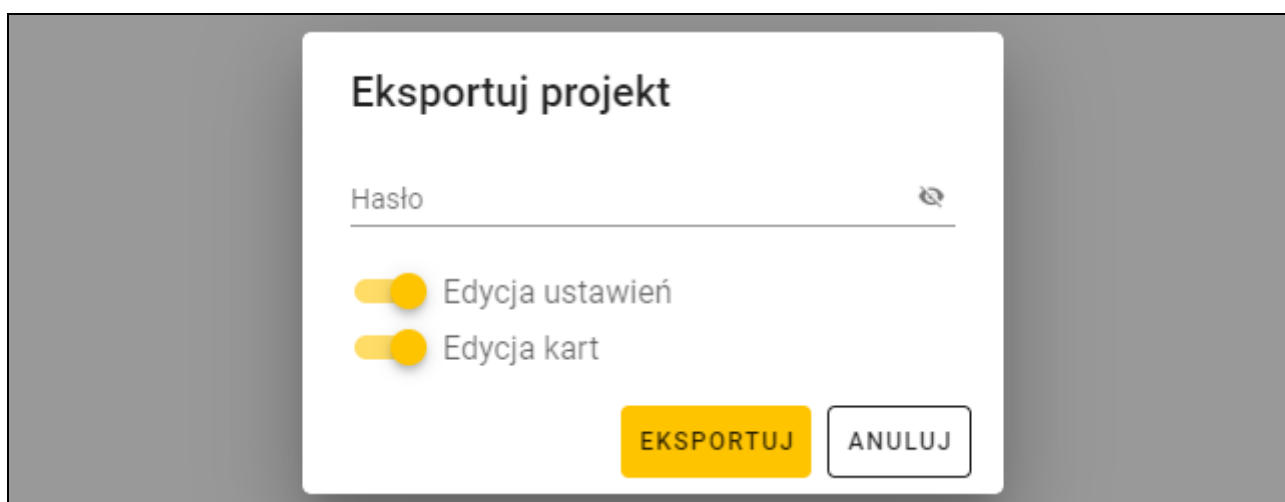 Eksportuj projekt
Hasło
Edycja ustawień
Edycja kart
EKSPORTUJ ANULUJ